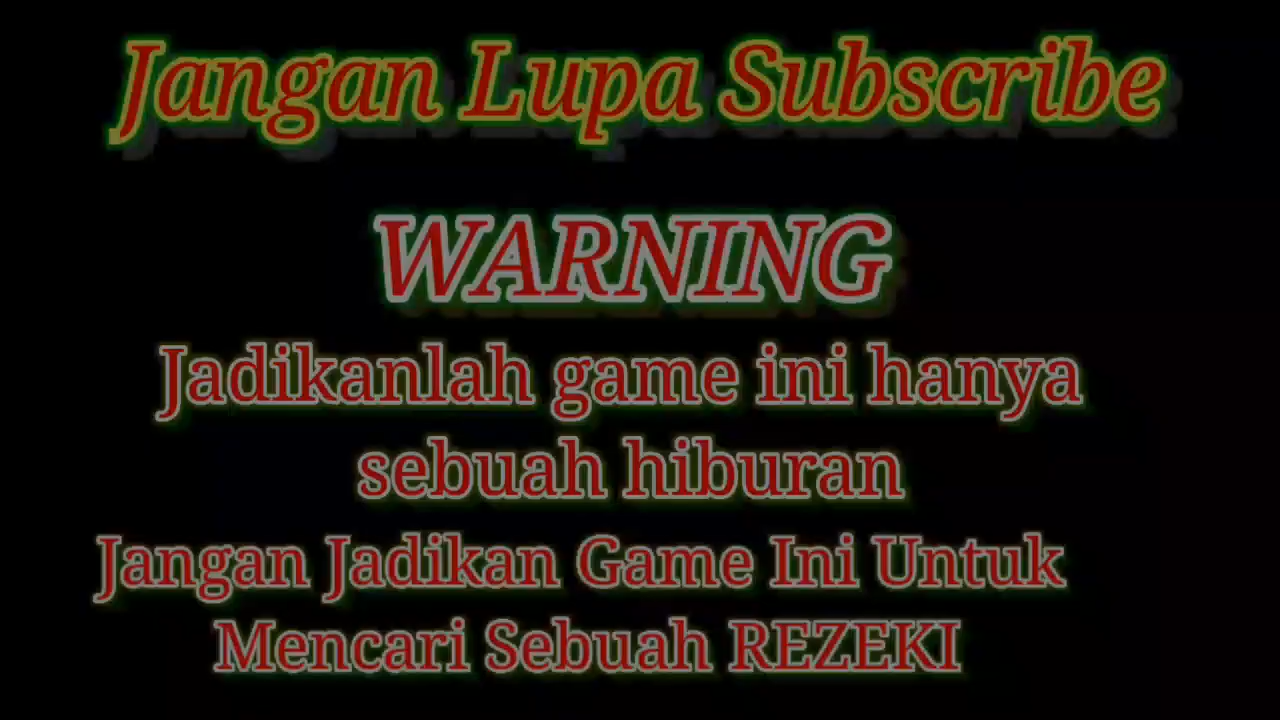 Jangan Lupa Subscribe
WARNING
Jadikanlah game ini hanya
sebuah hiburan
Jangan Jadikan Game Ini Untuk
Mencari Sebuah REZEKI